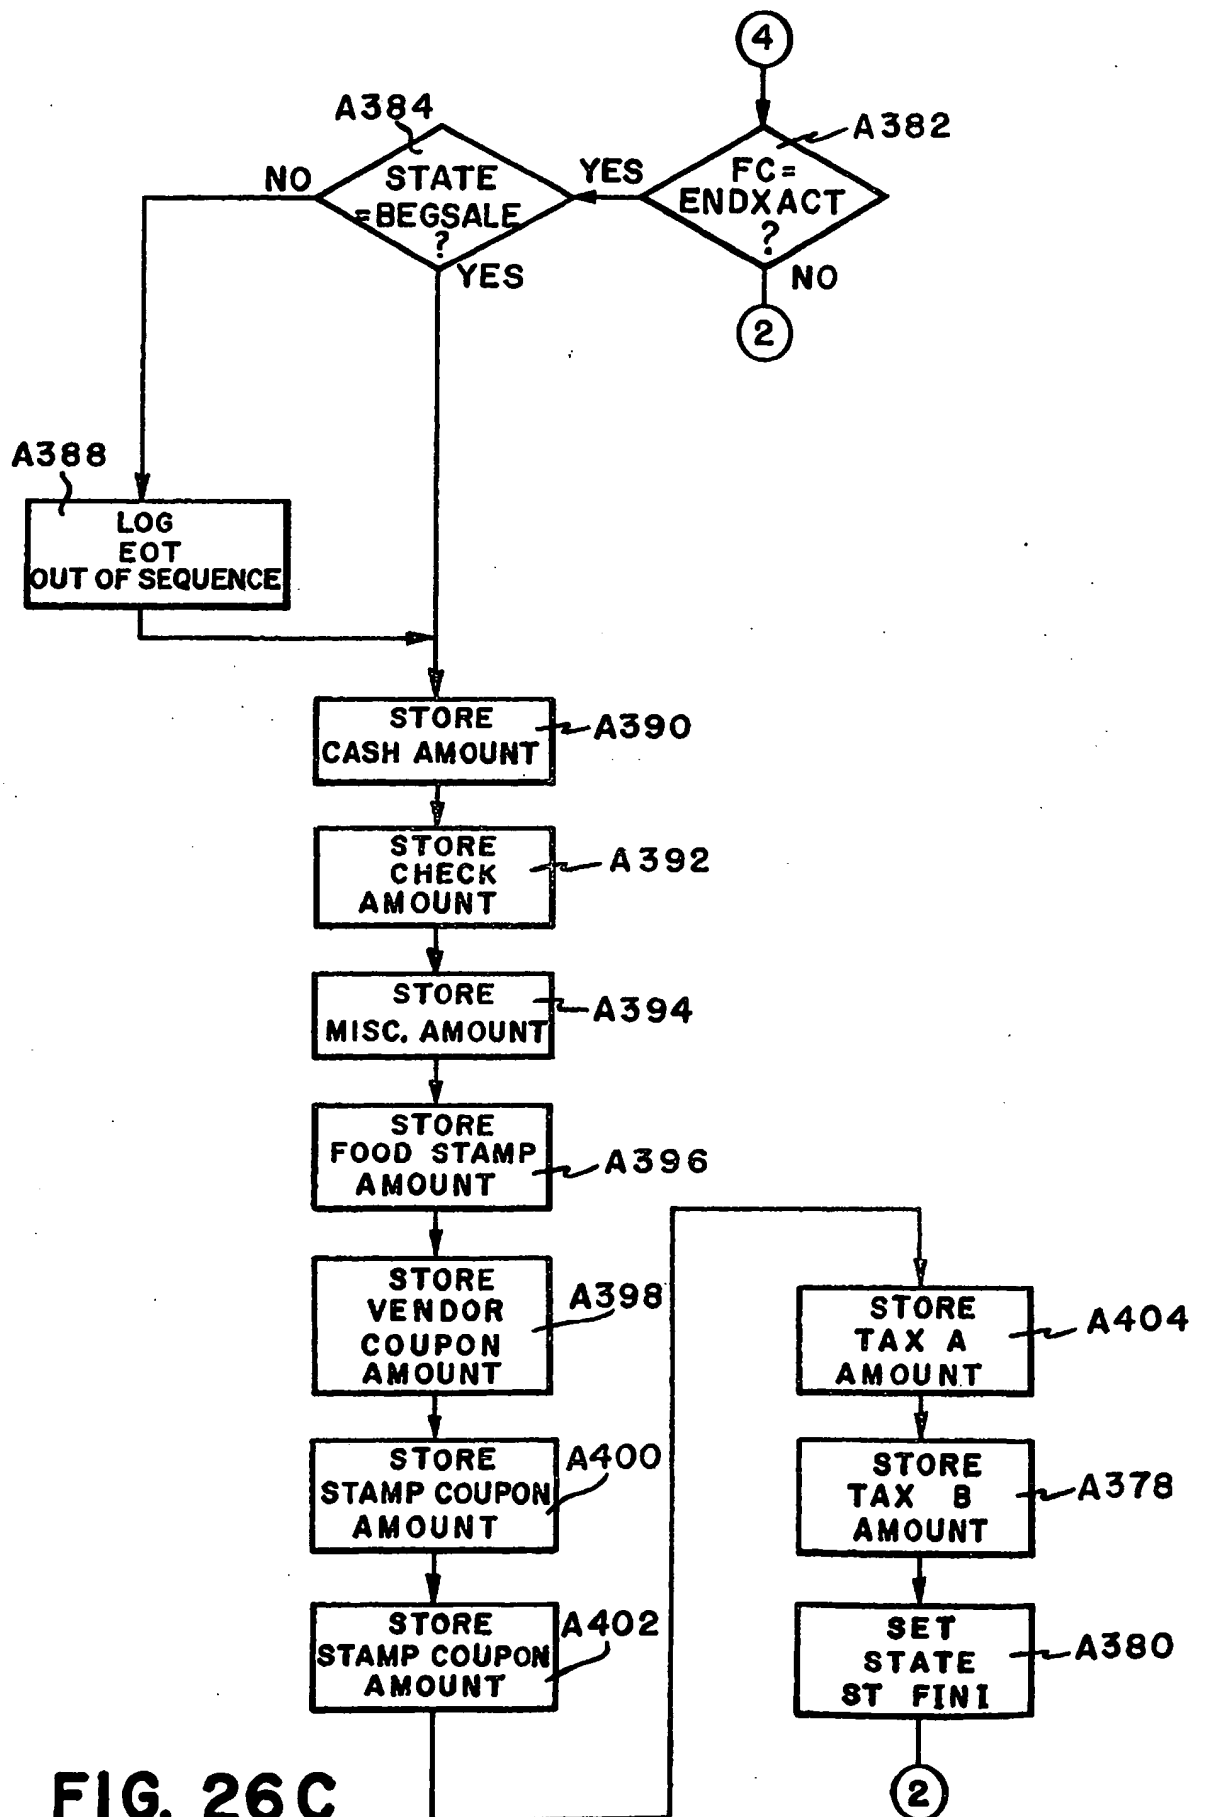 4
A382
FC=
ENDXACT
?
YES
NO
2
A384
STATE
=BEGSALE
?
NO
YES
A388
LOG
EOT
OUT OF SEQUENCE
STORE
CASH AMOUNT
A390
STORE
CHECK
AMOUNT
A392
STORE
MISC. AMOUNT
A394
STORE
FOOD STAMP
AMOUNT
A396
STORE
VENDOR
COUPON
AMOUNT
A398
STORE
STAMP COUPON
AMOUNT
A400
STORE
STAMP COUPON
AMOUNT
A402
STORE
TAX A
AMOUNT
A404
STORE
TAX B
AMOUNT
A378
SET
STATE
ST FINI
A380
2
FIG. 26C